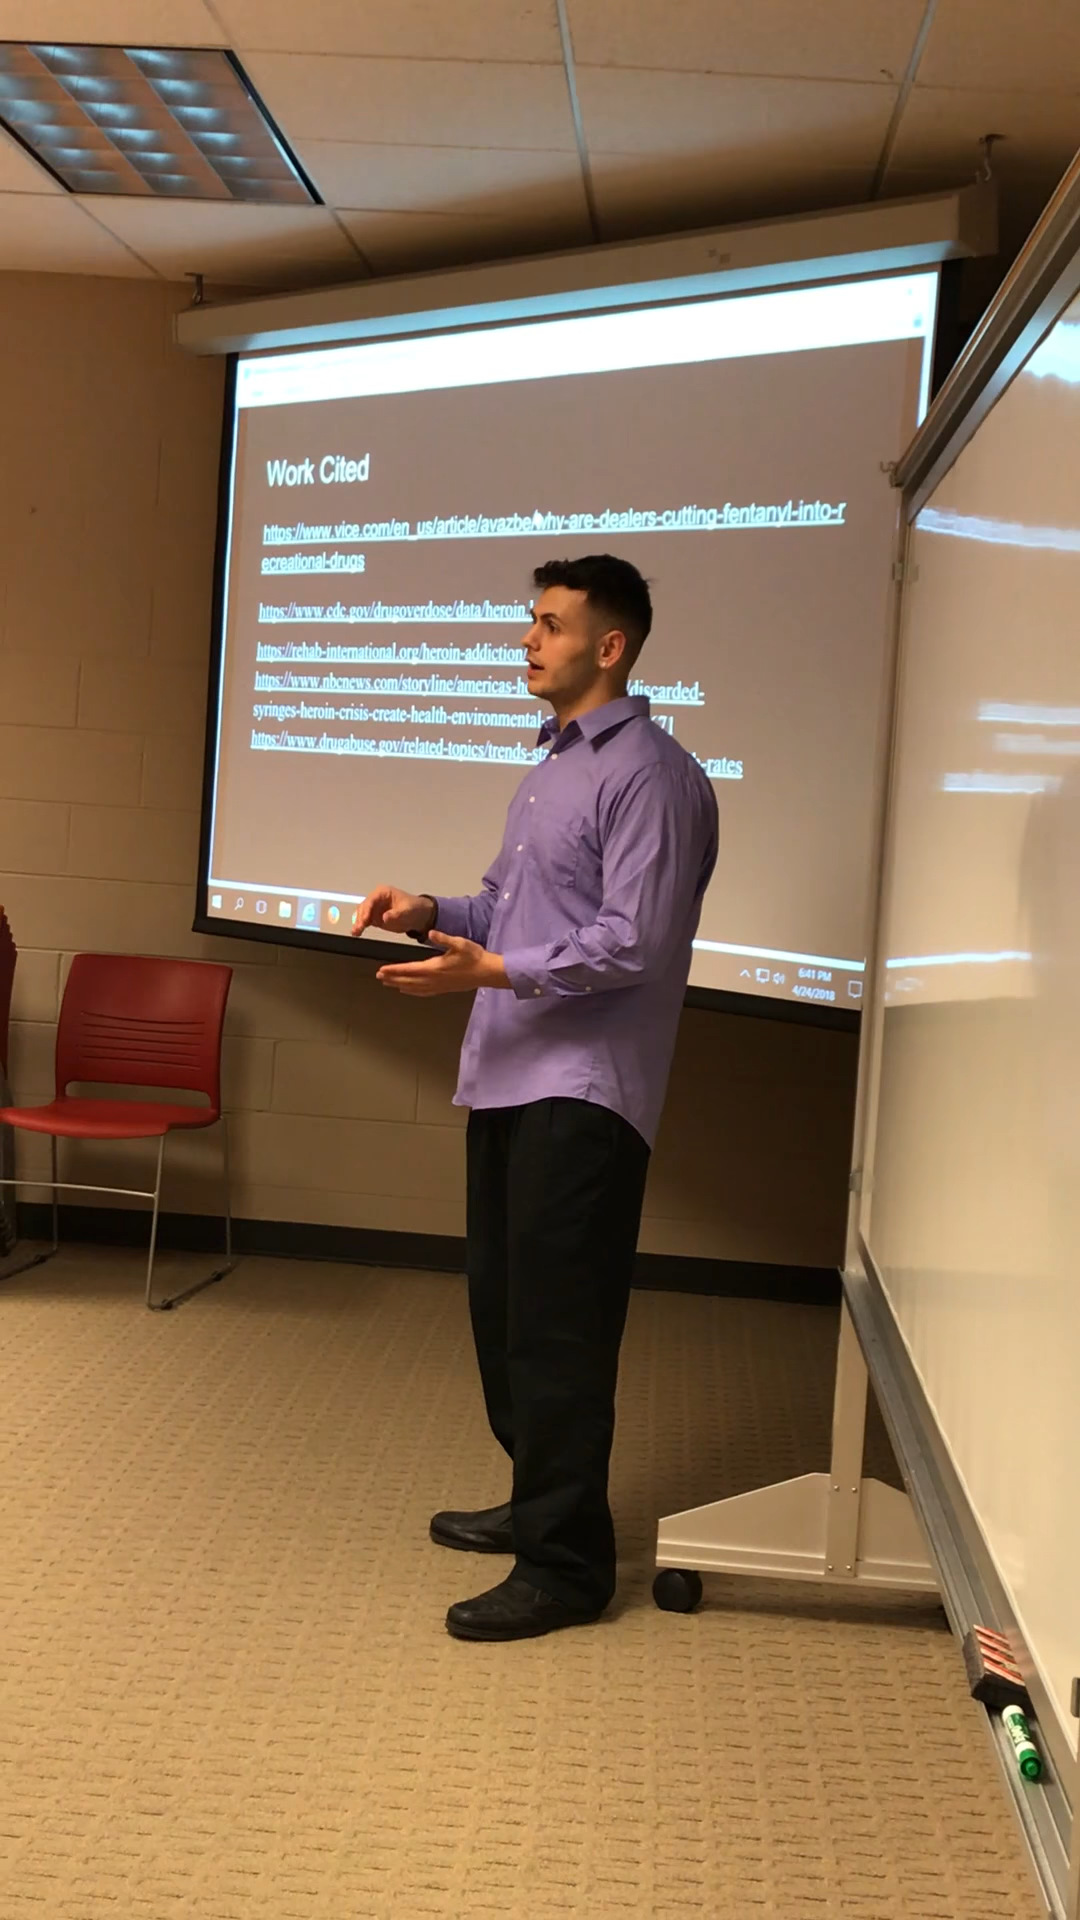 Work Cited
https://www.vice.com/en_us/article/avazbe/why-are-dealers-cutting-fentanyl-into-r
ecreational-drugs
https://www.cdc.gov/drugoverdose/data/heroin.
https://rehab-international.org/heroin-addiction
https://www.nbcnews.com/storyline/americas-he /discarded-
syringes-heroin-crisis-create-health-environmental- 671
https://www.drugabuse.gov/related-topics/trends-sta -rates
6:41 PM
4/24/2018